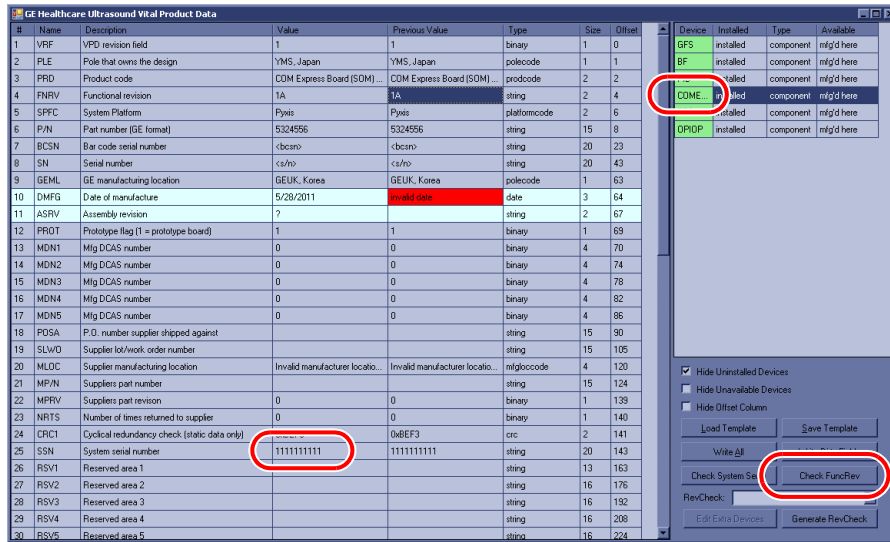 GE Healthcare Ultrasound Vital Product Data
# Name Description Value Previous Value Type Size Offset
1 VRF VPD revision field 1 1 binary 1 0
2 PLE Pole that owns the design YMS, Japan YMS, Japan polecode 1 1
3 PRD Product code COM Express Board (SOM) ... COM Express Board (SOM) ... prodcode 2 2
4 FNRV Functional revision 1A 1A string 2 4
5 SPFC System Platform Pyxis Pyxis platformcode 2 6
6 P/N Part number (GE format) 5324556 5324556 string 15 8
7 BCSN Bar code serial number <bcsn> <bcsn> string 20 23
8 SN Serial number <s/n> <s/n> string 20 43
9 GEML GE manufacturing location GEUK, Korea GEUK, Korea polecode 1 63
10 DMFG Date of manufacture 5/28/2011 invalid date date 3 64
11 ASRV Assembly revision ? string 2 67
12 PROT Prototype flag (1 = prototype board) 1 1 binary 1 69
13 MDN1 Mfg DCAS number 0 0 binary 4 70
14 MDN2 Mfg DCAS number 0 0 binary 4 74
15 MDN3 Mfg DCAS number 0 0 binary 4 78
16 MDN4 Mfg DCAS number 0 0 binary 4 82
17 MDN5 Mfg DCAS number 0 0 binary 4 86
18 POSA P.O. number supplier shipped against string 15 90
19 SLWO Supplier lot/work order number string 15 105
20 MLOC Supplier manufacturing location Invalid manufacturer locatio... Invalid manufacturer locatio... mfgloccode 4 120
21 MP/N Suppliers part number string 15 124
22 MPRV Suppliers part revison 0 0 binary 1 139
23 NRTS Number of times returned to supplier 0 0 binary 1 140
24 CRC1 Cyclical redundancy check (static data only) 0xBEF3 crc 2 141
25 SSN System serial number 1111111111 1111111111 string 20 143
26 RSV1 Reserved area 1 string 13 163
27 RSV2 Reserved area 2 string 16 176
28 RSV3 Reserved area 3 string 16 192
29 RSV4 Reserved area 4 string 16 208
30 RSV5 Reserved area 5 string 16 224
Device Installed Type Available
GFS installed component mfg'd here
BF installed component mfg'd here
installed component mfg'd here
COME... installed component mfg'd here
installed component mfg'd here
OPIOP installed component mfg'd here
Hide Uninstalled Devices
Hide Unavailable Devices
Hide Offset Column
Load Template Save Template
Write All
Check System Se Check FuncRev
RevCheck:
Edit Extra Devices Generate RevCheck